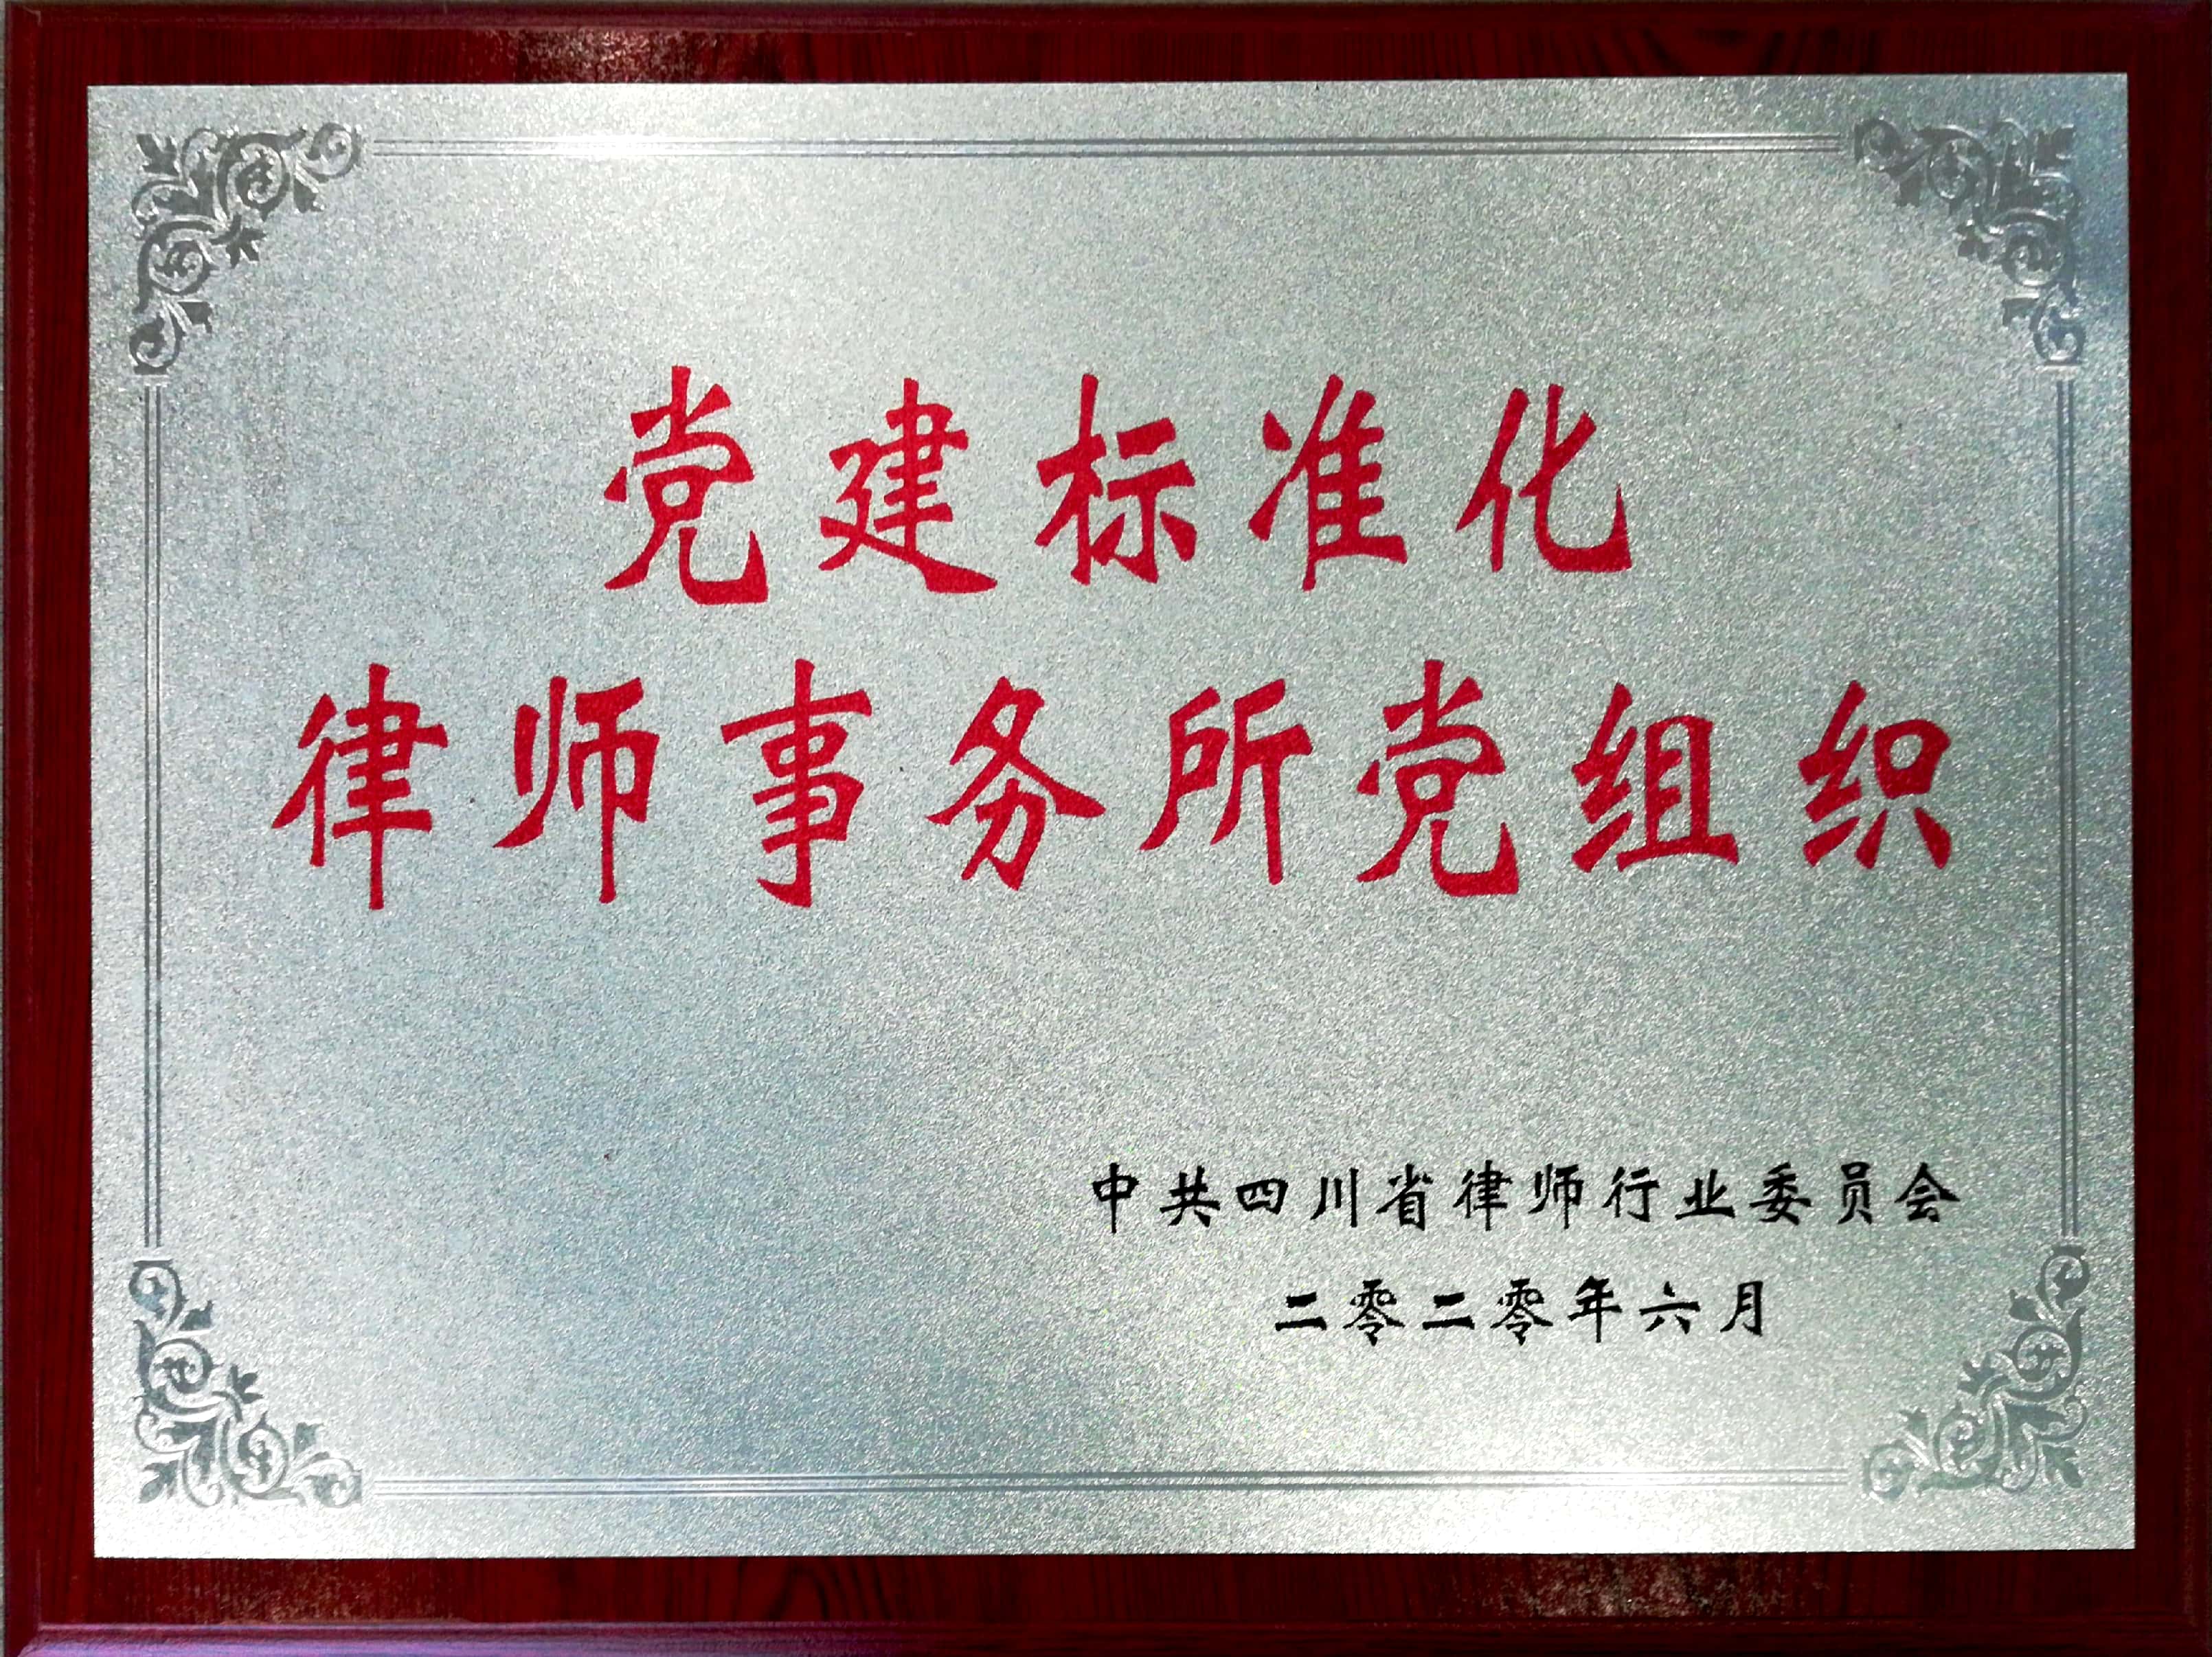 党建标准化
律师事务所党组织
中共四川省律师行业委员会
二零二零年六月